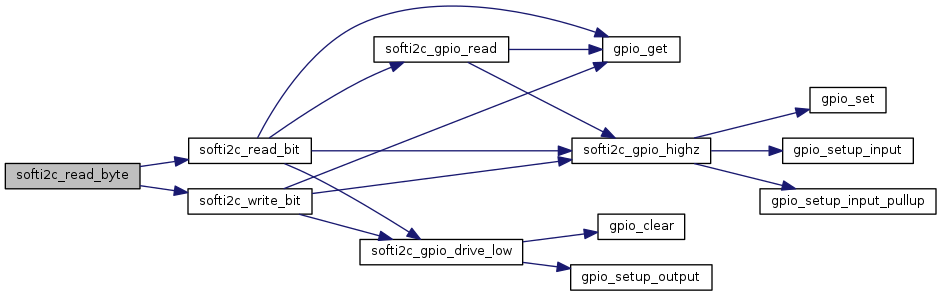 softi2c_read_byte
softi2c_read_bit
softi2c_write_bit
softi2c_gpio_read
gpio_get
softi2c_gpio_highz
softi2c_gpio_drive_low
gpio_set
gpio_setup_input
gpio_setup_input_pullup
gpio_clear
gpio_setup_output